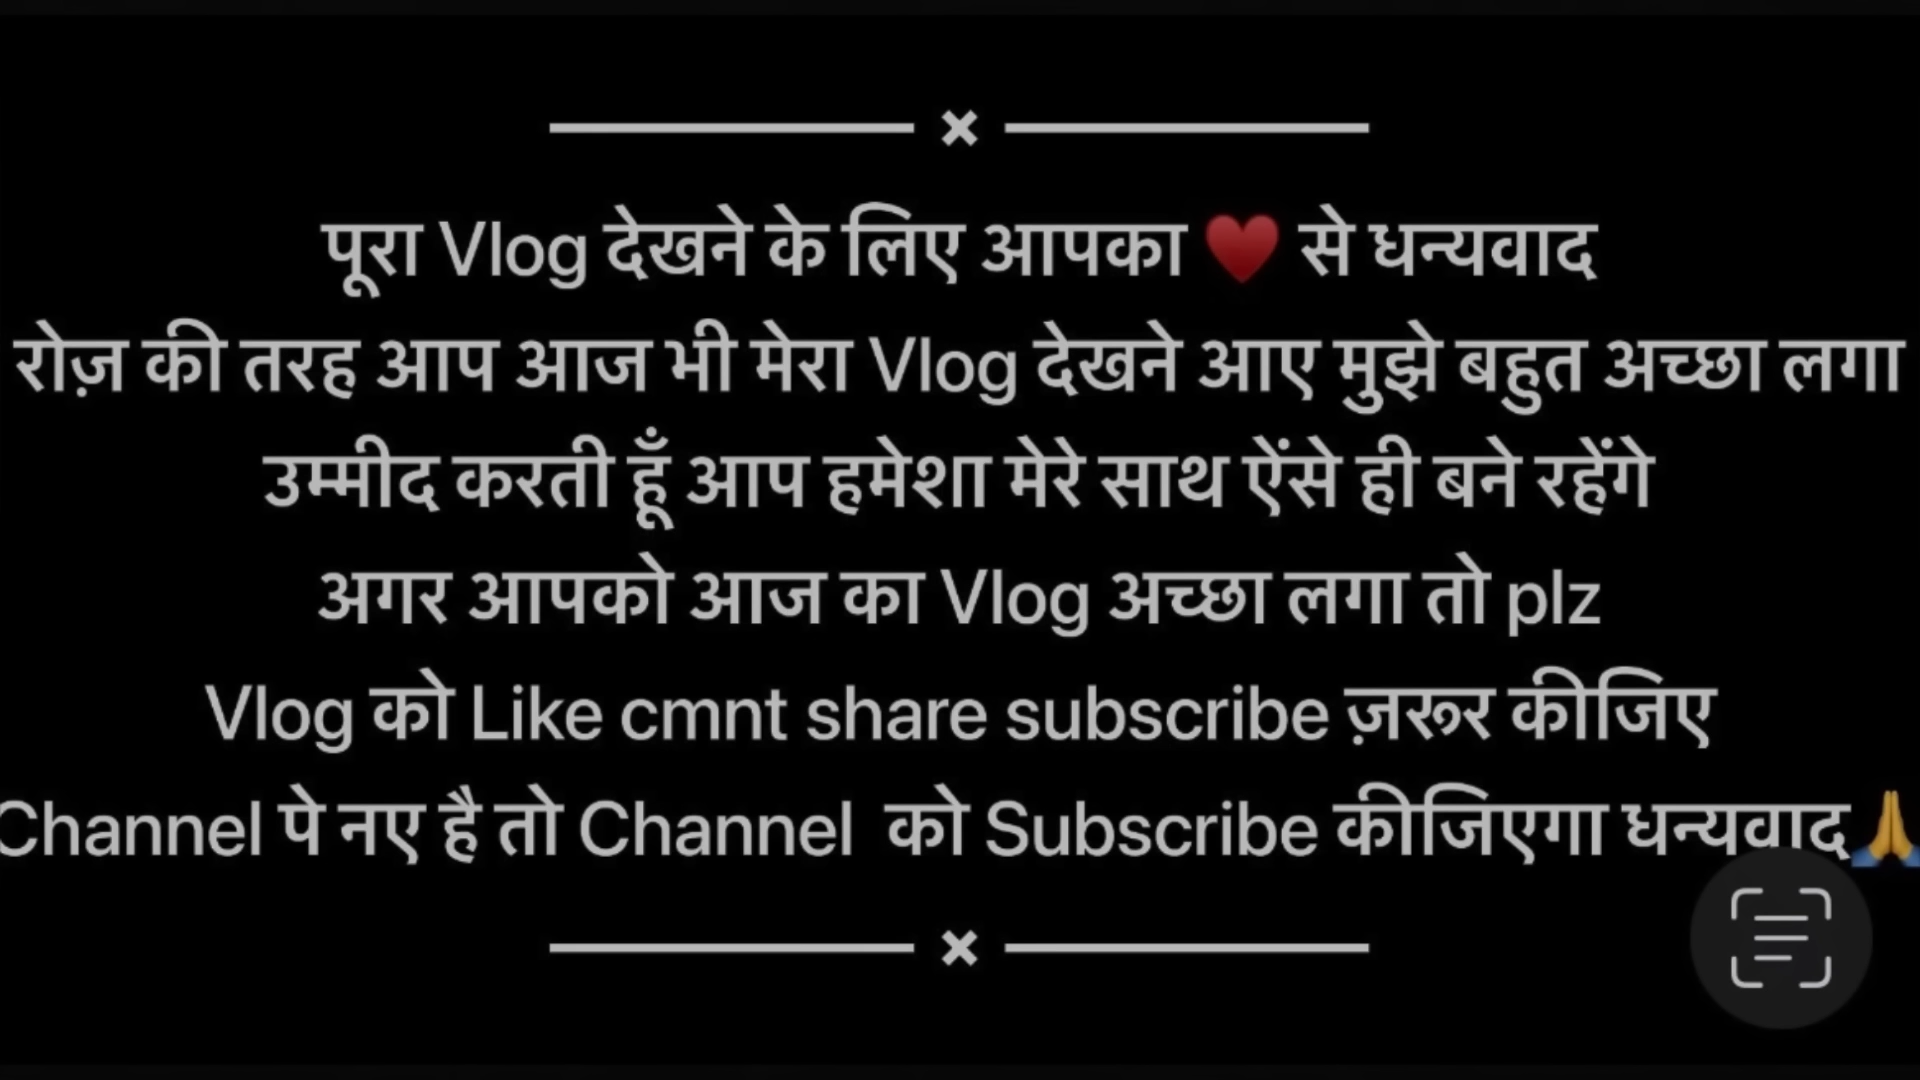 पूरा Vlog देखने के लिए आपका ♥️ से धन्यवाद
रोज़ की तरह आप आज भी मेरा Vlog देखने आए मुझे बहुत अच्छा लगा
उम्मीद करती हूँ आप हमेशा मेरे साथ ऐंसे ही बने रहेंगे
अगर आपको आज का Vlog अच्छा लगा तो plz
Vlog को Like cmnt share subscribe ज़रूर कीजिए
Channel पे नए है तो Channel को Subscribe कीजिएगा धन्यवाद🙏